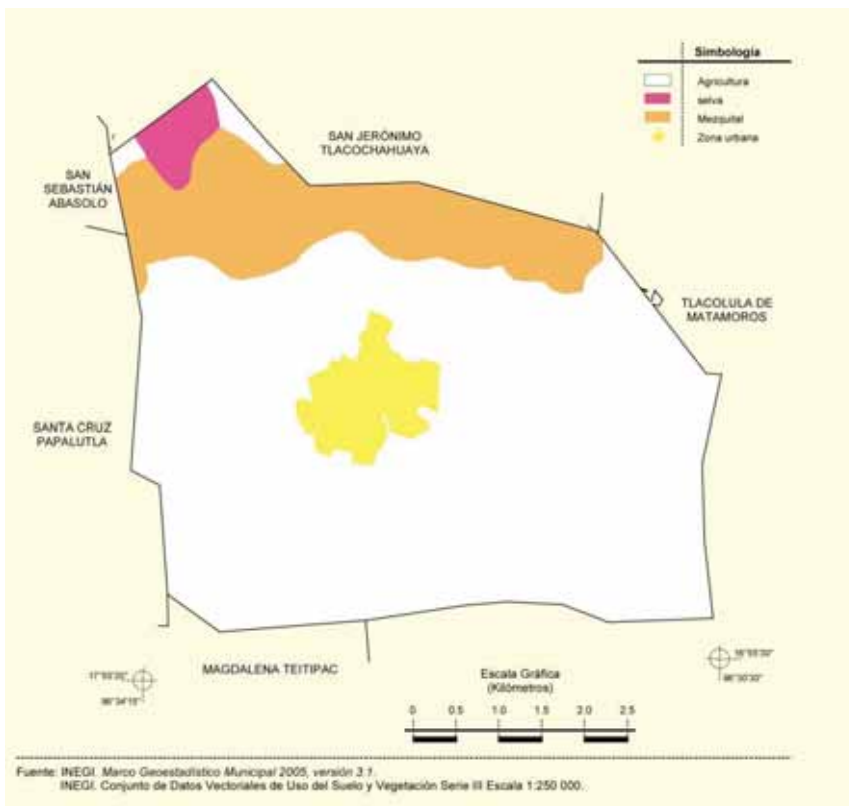 Simbología
Agricultura
selva
Mezquital
Zona urbana
SAN JERÓNIMO
TLACOCHAHUAYA
SAN
SEBASTIÁN
ABASOLO
TLACOLULA DE
MATAMOROS
SANTA CRUZ
PAPALUTLA
MAGDALENA TEITIPAC
Escala Gráfica
(Kilómetros)
0 0.5 1.0 1.5 2.0 2.5
Fuente: INEGI. Marco Geoestadístico Municipal 2005, versión 3.1.
INEGI. Conjunto de Datos Vectoriales de Uso del Suelo y Vegetación Serie III Escala 1:250 000.